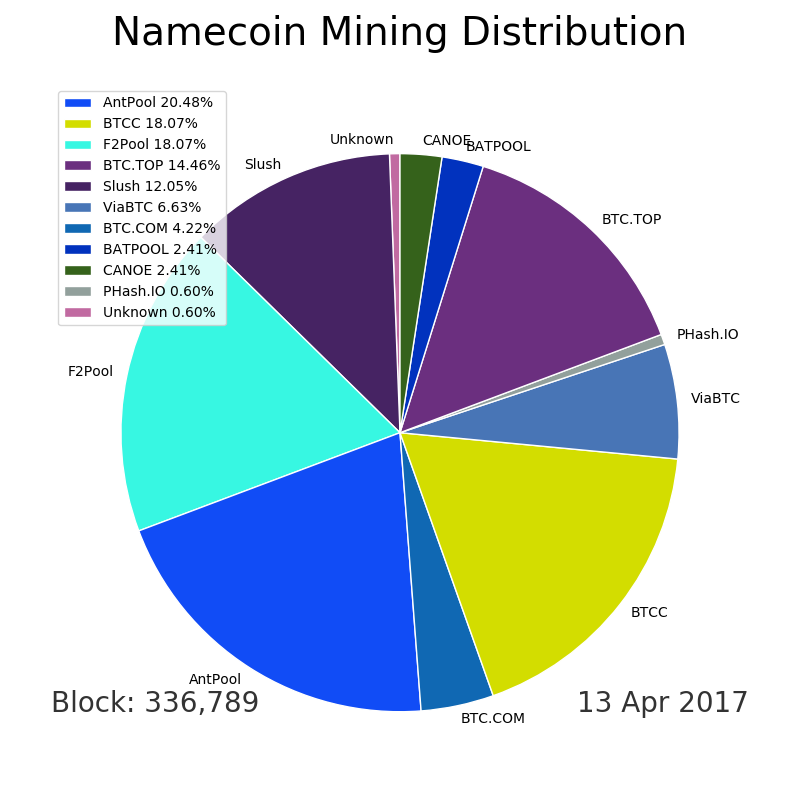 Namecoin Mining Distribution
AntPool 20.48%
BTCC 18.07%
F2Pool 18.07%
BTC.TOP 14.46%
Slush 12.05%
ViaBTC 6.63%
BTC.COM 4.22%
BATPOOL 2.41%
CANOE 2.41%
PHash.IO 0.60%
Unknown 0.60%
Unknown
CANOE
BATPOOL
Slush
BTC.TOP
PHash.IO
F2Pool
ViaBTC
BTCC
AntPool
BTC.COM
Block: 336,789
13 Apr 2017